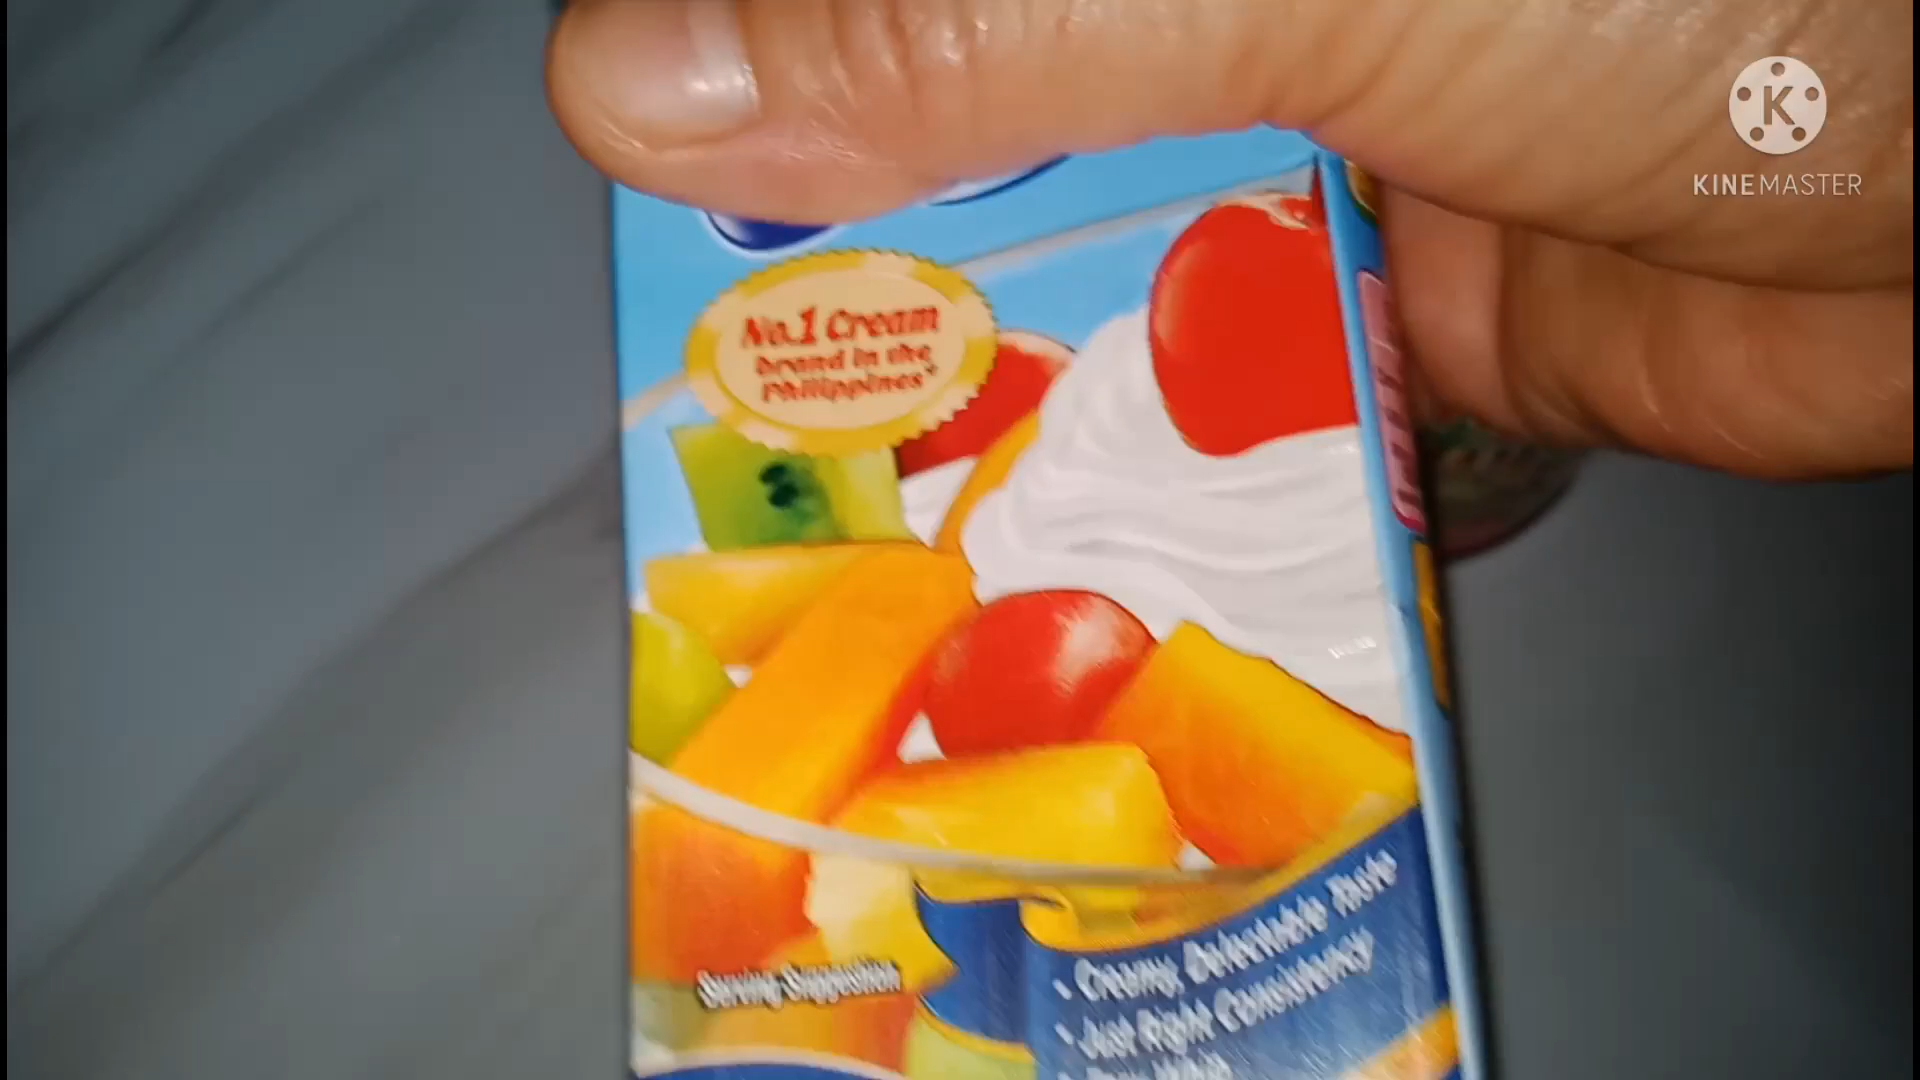 No.1 Cream
brand in the
Philippines*
K
KINEMASTER
Serving Suggestion
• Creamy, Delectable Taste
• Just Right Consistency